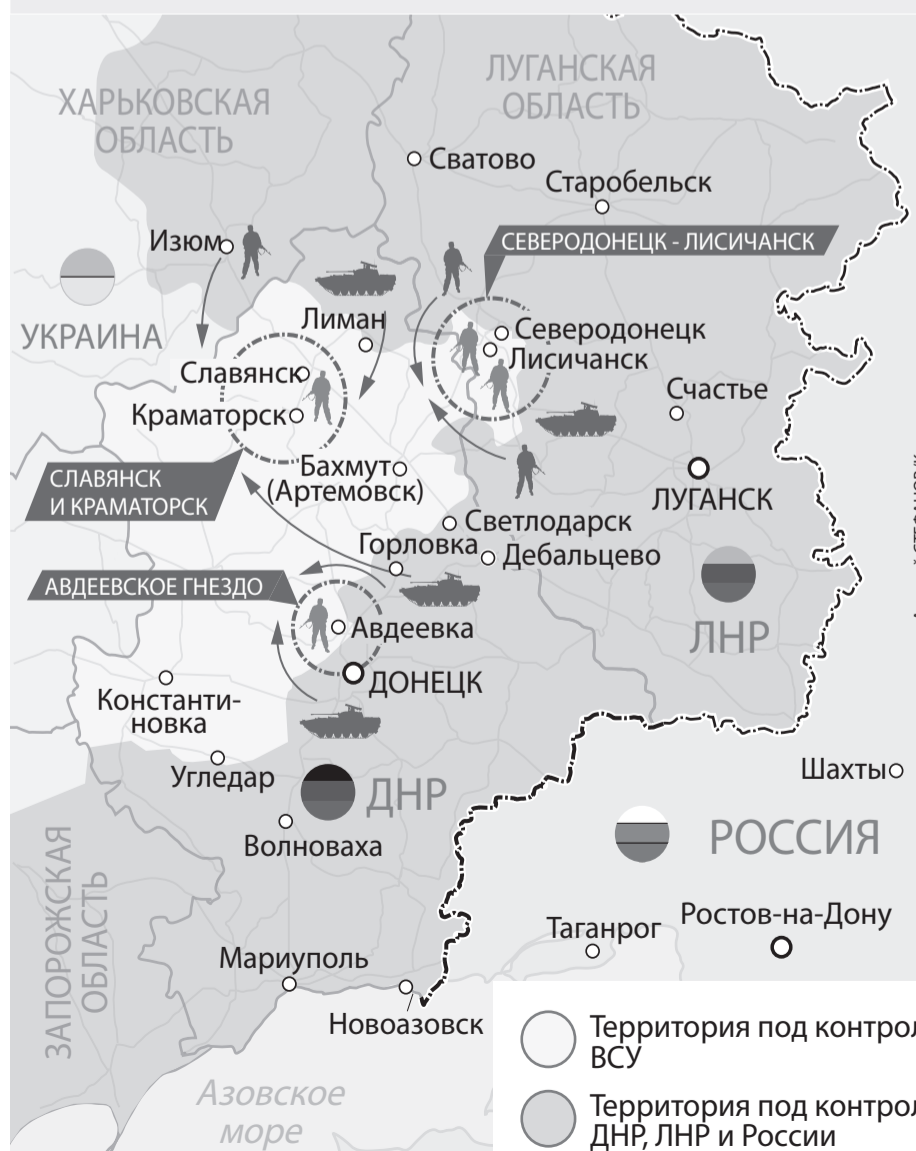 ХАРЬКОВСКАЯ
ОБЛАСТЬ
ЛУГАНСКАЯ
ОБЛАСТЬ
Сватово
Старобельск
Изюм
СЕВЕРОДОНЕЦК - ЛИСИЧАНСК
УКРАИНА
Лиман
Северодонецк
Лисичанск
Славянск
Краматорск
Счастье
СЛАВЯНСК
И КРАМАТОРСК
Бахмут
(Артемовск)
ЛУГАНСК
Светлодарск
Горловка
Дебальцево
АВДЕЕВСКОЕ ГНЕЗДО
Авдеевка
ЛНР
ДОНЕЦК
Константи-
новка
Угледар
ДНР
Шахты
Волноваха
РОССИЯ
ЗАПОРОЖСКАЯ
ОБЛАСТЬ
Таганрог
Ростов-на-Дону
Мариуполь
Новоазовск
Азовское
море
Территория под контрол
ВСУ
Территория под контрол
ДНР, ЛНР и России